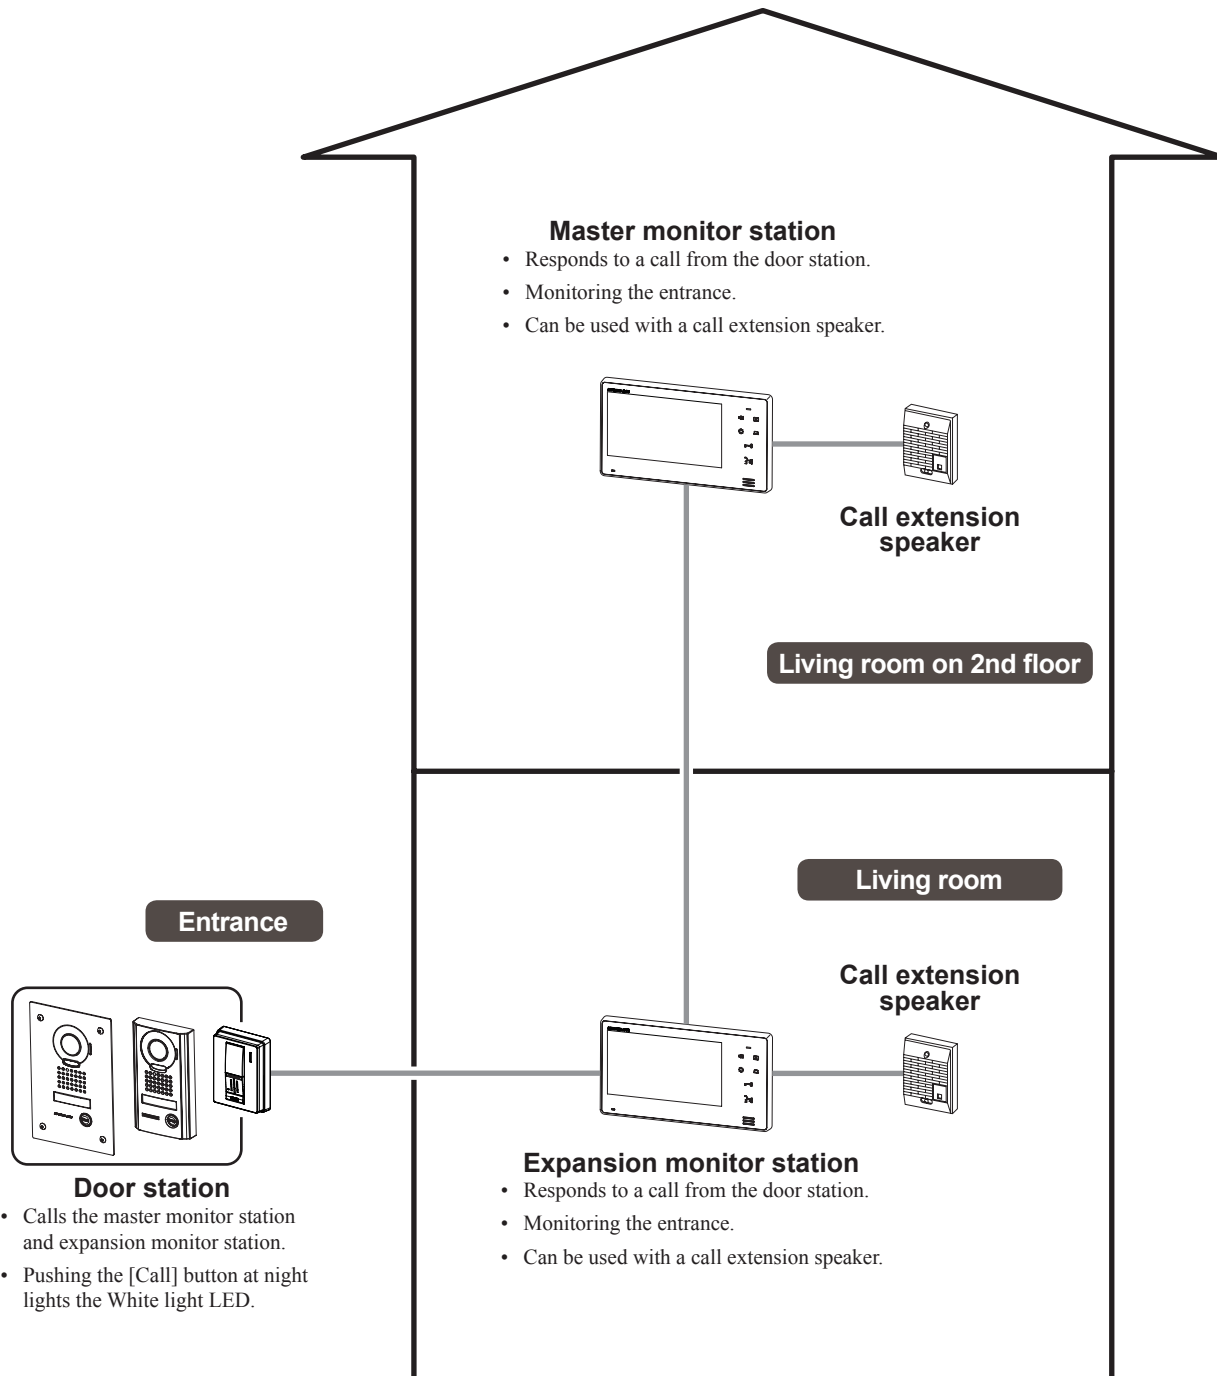 Master monitor station
• Responds to a call from the door station.
• Monitoring the entrance.
• Can be used with a call extension speaker.
Call extension
speaker
Living room on 2nd floor
Living room
Entrance
Call extension
speaker
Door station
• Calls the master monitor station
and expansion monitor station.
• Pushing the [Call] button at night
lights the White light LED.
Expansion monitor station
• Responds to a call from the door station.
• Monitoring the entrance.
• Can be used with a call extension speaker.